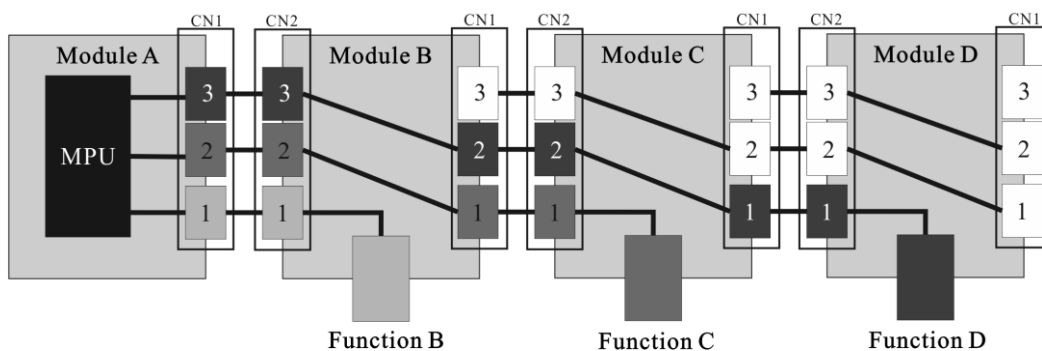 CN1 CN2 CN1 CN2 CN1 CN2 CN1
Module A Module B Module C Module D
3 3 3 3 3 3 3
MPU 2 2 2 2 2 2 2
1 1 1 1 1 1 1
Function B Function C Function D